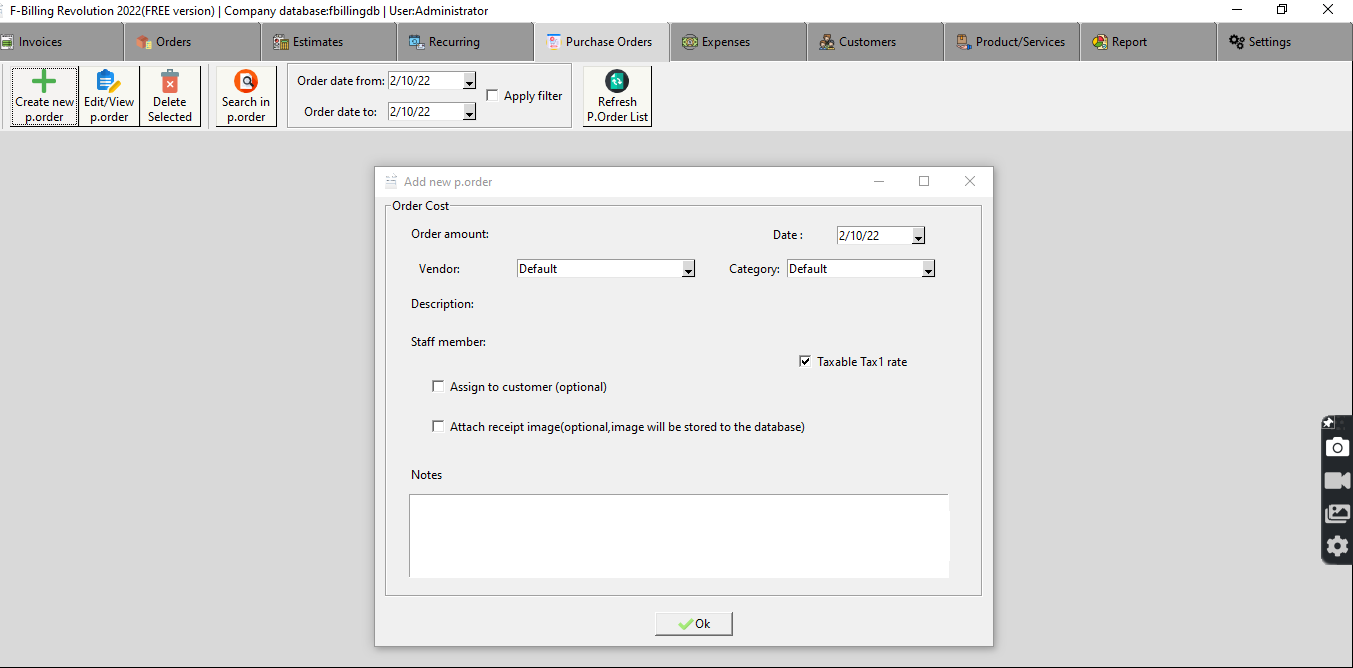 F-Billing Revolution 2022(FREE version) | Company database:fbillingdb | User:Administrator
Invoices Orders Estimates Recurring Purchase Orders Expenses Customers Product/Services Report Settings
Create new p.order
Edit/View p.order
Delete Selected
Search in p.order
Order date from: 2/10/22
Order date to: 2/10/22
Apply filter
Refresh P.Order List
Add new p.order
Order Cost
Order amount: Date : 2/10/22
Vendor: Default Category: Default
Description:
Staff member:
Taxable Tax1 rate
Assign to customer (optional)
Attach receipt image(optional,image will be stored to the database)
Notes
Ok